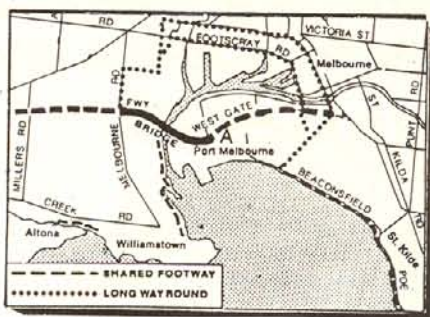 VICTORIA ST
RD
FOOTSCRAY
RD
RD
Melbourne
FWY
WEST GATE
BRIDGE
A
Port Melbourne
ST
KILDA
RD
PUNT
MILLERS RD
MELBOURNE
BEACONSFIELD
CREEK
RD
Altona
Williamstown
St. Kilda
PDE
SHARED FOOTWAY
LONG WAY ROUND